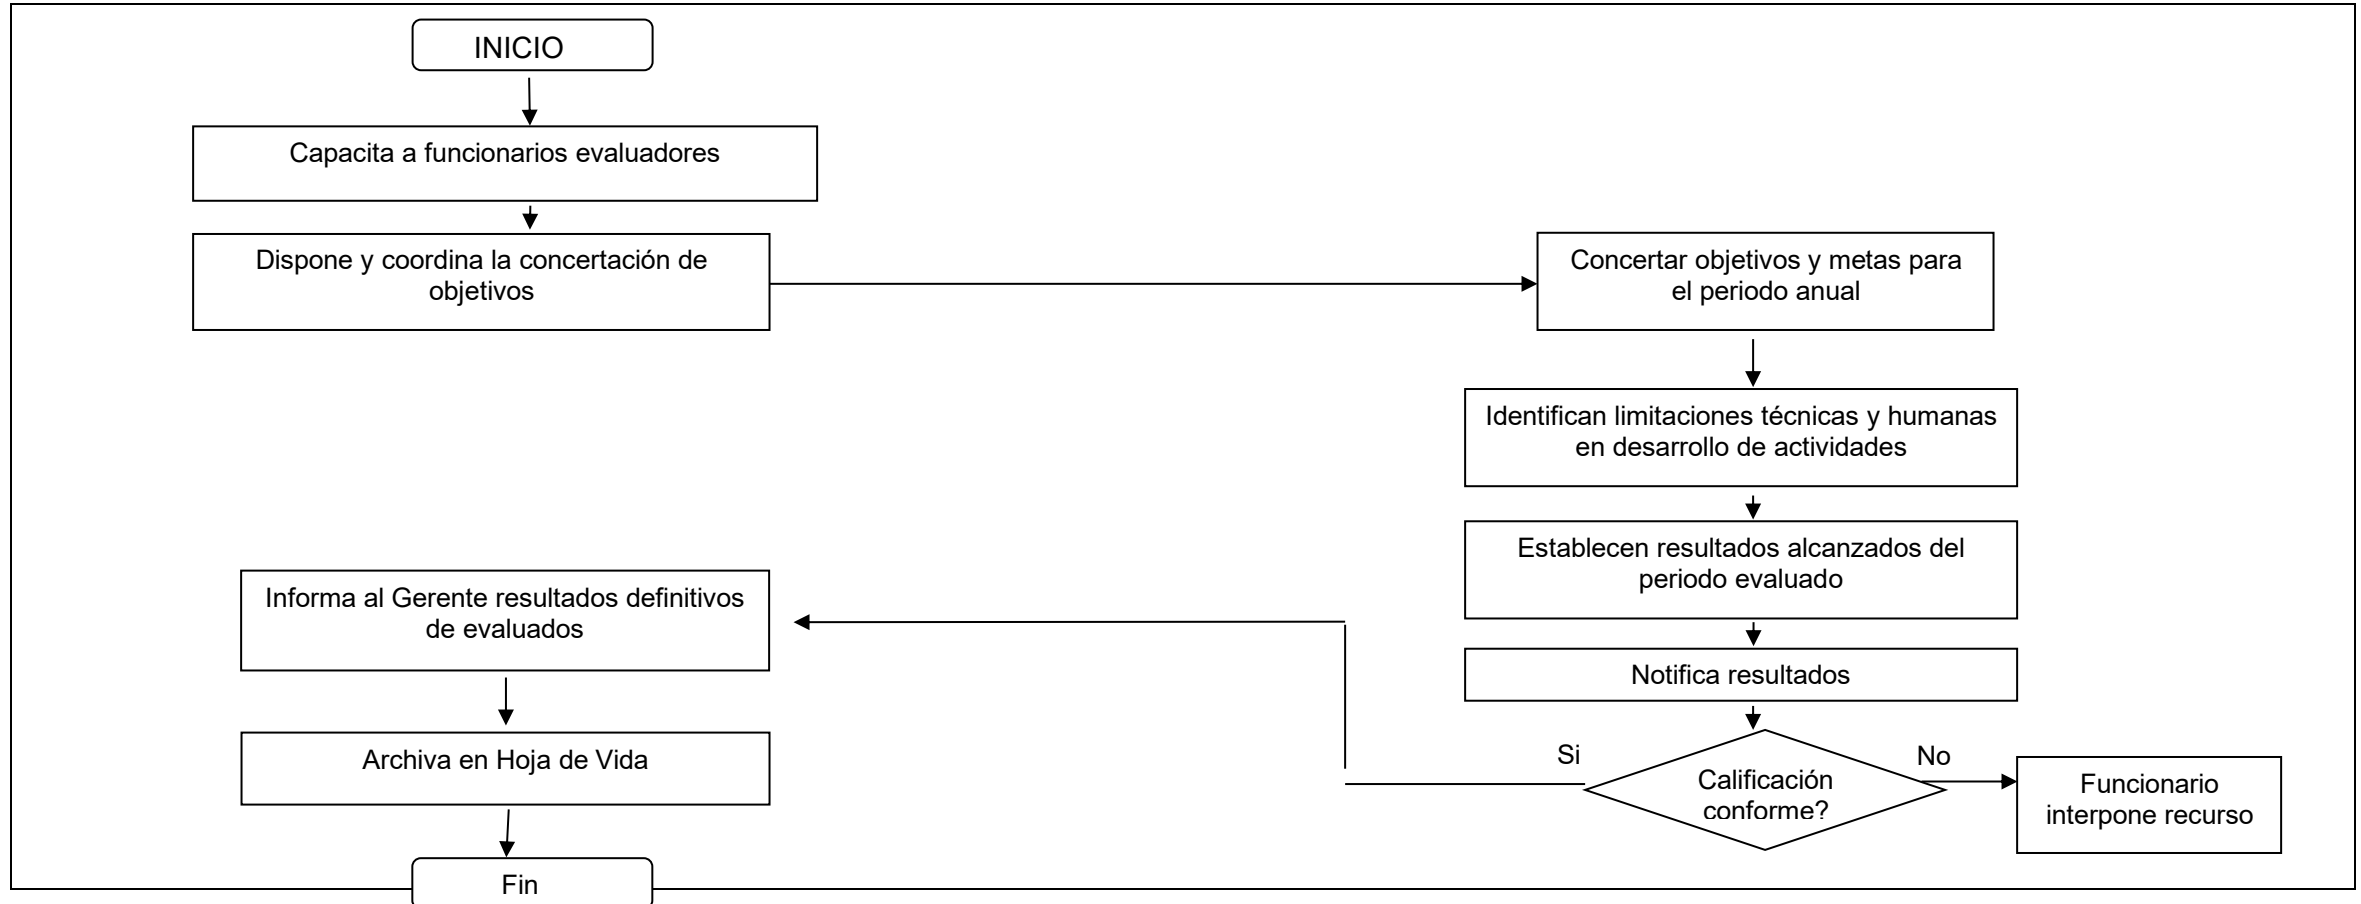 INICIO
Capacita a funcionarios evaluadores
Dispone y coordina la concertación de
objetivos
Concertar objetivos y metas para
el periodo anual
Identifican limitaciones técnicas y humanas
en desarrollo de actividades
Establecen resultados alcanzados del
periodo evaluado
Notifica resultados
Calificación
conforme?
Si
No
Funcionario
interpone recurso
Informa al Gerente resultados definitivos
de evaluados
Archiva en Hoja de Vida
Fin